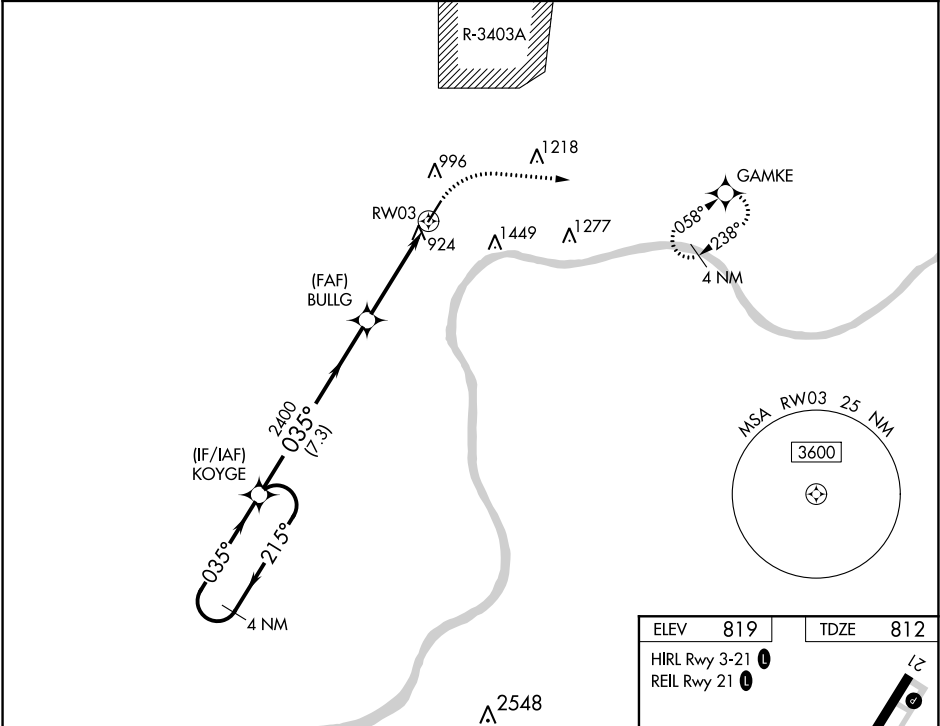 R-3403A
996
1218
GAMKE
RW03
058°
238°
924
1449
1277
4 NM
(FAF)
BULLG
2400
035°
(7.3)
(IF/IAF)
KOYGE
035°
215°
4 NM
MSA RW03 25 NM
3600
2548
ELEV 819
TDZE 812
HIRL Rwy 3-21 L
REIL Rwy 21 L
21
P